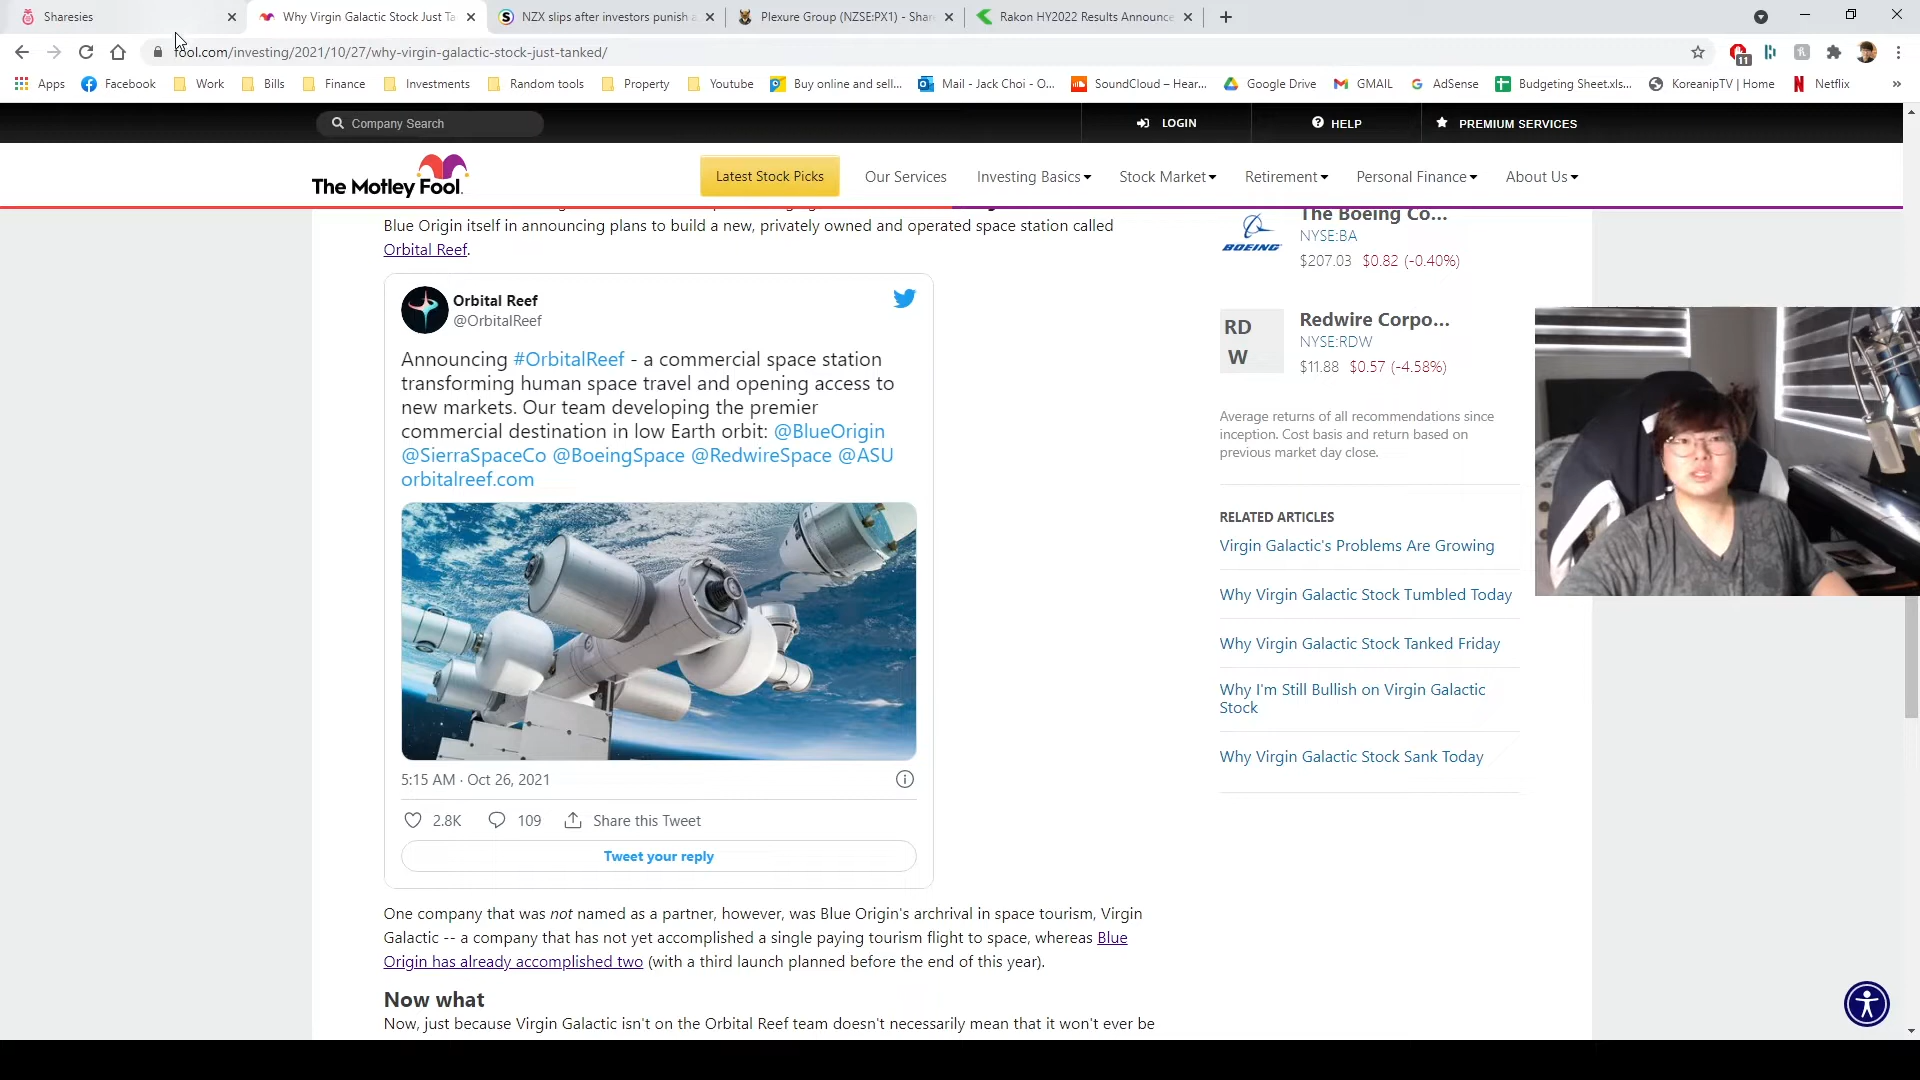 Sharesies
Why Virgin Galactic Stock Just Ta
NZX slips after investors punish a
Plexure Group (NZSE:PX1) - Shar
Rakon HY2022 Results Announce
fool.com/investing/2021/10/27/why-virgin-galactic-stock-just-tanked/
11
Apps
Facebook
Work
Bills
Finance
Investments
Random tools
Property
Youtube
Buy online and sell...
Mail - Jack Choi - O...
SoundCloud – Hear...
Google Drive
GMAIL
AdSense
Budgeting Sheet.xls...
KoreanipTV | Home
Netflix
»
Company Search
LOGIN
HELP
PREMIUM SERVICES
The Motley Fool.
Latest Stock Picks
Our Services
Investing Basics
Stock Market
Retirement
Personal Finance
About Us
Blue Origin itself in announcing plans to build a new, privately owned and operated space station called
Orbital Reef.
Orbital Reef
@OrbitalReef
Announcing #OrbitalReef - a commercial space station
transforming human space travel and opening access to
new markets. Our team developing the premier
commercial destination in low Earth orbit: @BlueOrigin
@SierraSpaceCo @BoeingSpace @RedwireSpace @ASU
orbitalreef.com
5:15 AM · Oct 26, 2021
2.8K
109
Share this Tweet
Tweet your reply
One company that was not named as a partner, however, was Blue Origin's archrival in space tourism, Virgin
Galactic -- a company that has not yet accomplished a single paying tourism flight to space, whereas Blue
Origin has already accomplished two (with a third launch planned before the end of this year).
Now what
Now, just because Virgin Galactic isn't on the Orbital Reef team doesn't necessarily mean that it won't ever be
BOEING
The Boeing Co...
NYSE:BA
$207.03 $0.82 (-0.40%)
RD
W
Redwire Corpo...
NYSE:RDW
$11.88 $0.57 (-4.58%)
Average returns of all recommendations since
inception. Cost basis and return based on
previous market day close.
RELATED ARTICLES
Virgin Galactic's Problems Are Growing
Why Virgin Galactic Stock Tumbled Today
Why Virgin Galactic Stock Tanked Friday
Why I'm Still Bullish on Virgin Galactic
Stock
Why Virgin Galactic Stock Sank Today